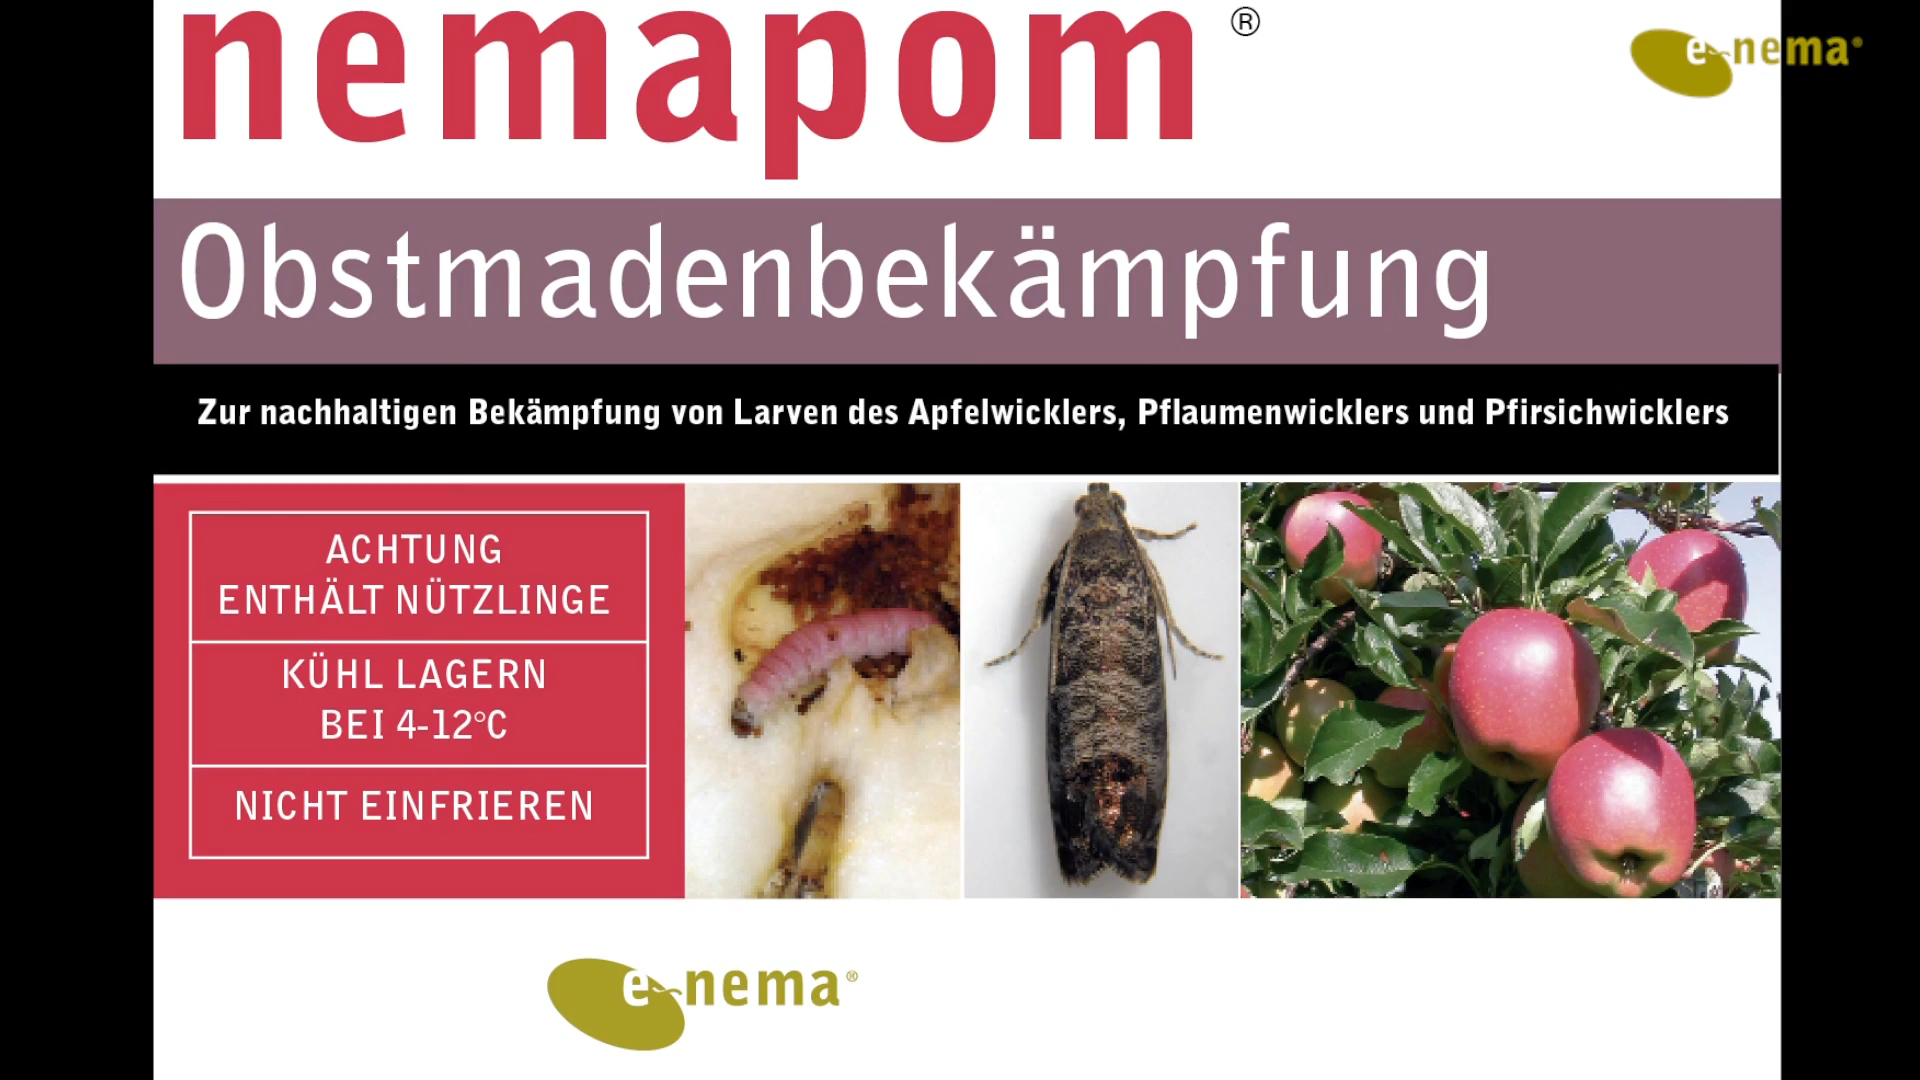 nemapom®
e-nema®
Obstmadenbekämpfung
Zur nachhaltigen Bekämpfung von Larven des Apfelwicklers, Pflaumenwicklers und Pfirsichwicklers
ACHTUNG
ENTHÄLT NÜTZLINGE
KÜHL LAGERN
BEI 4-12°C
NICHT EINFRIEREN
e-nema®